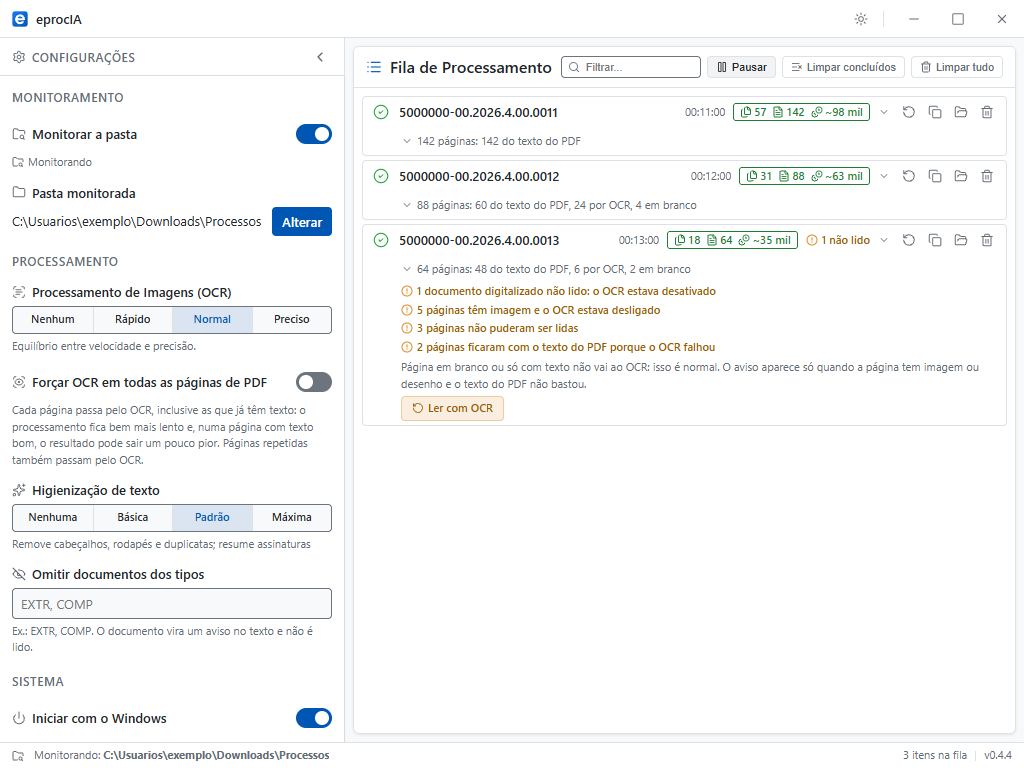 eprocIA
CONFIGURAÇÕES
MONITORAMENTO
Monitorar a pasta
Monitorando
Pasta monitorada
C:\Usuarios\exemplo\Downloads\Processos
Alterar
PROCESSAMENTO
Processamento de Imagens (OCR)
Nenhum Rápido Normal Preciso
Equilíbrio entre velocidade e precisão.
Forçar OCR em todas as páginas de PDF
Cada página passa pelo OCR, inclusive as que já têm texto: o
processamento fica bem mais lento e, numa página com texto
bom, o resultado pode sair um pouco pior. Páginas repetidas
também passam pelo OCR.
Higienização de texto
Nenhuma Básica Padrão Máxima
Remove cabeçalhos, rodapés e duplicatas; resume assinaturas
Omitir documentos dos tipos
EXTR, COMP
Ex.: EXTR, COMP. O documento vira um aviso no texto e não é
lido.
SISTEMA
Iniciar com o Windows
Fila de Processamento
Filtrar...
Pausar
Limpar concluídos
Limpar tudo
5000000-00.2026.4.00.0011 00:11:00 57 142 ~98 mil
142 páginas: 142 do texto do PDF
5000000-00.2026.4.00.0012 00:12:00 31 88 ~63 mil
88 páginas: 60 do texto do PDF, 24 por OCR, 4 em branco
5000000-00.2026.4.00.0013 00:13:00 18 64 ~35 mil 1 não lido
64 páginas: 48 do texto do PDF, 6 por OCR, 2 em branco
1 documento digitalizado não lido: o OCR estava desativado
5 páginas têm imagem e o OCR estava desligado
3 páginas não puderam ser lidas
2 páginas ficaram com o texto do PDF porque o OCR falhou
Página em branco ou só com texto não vai ao OCR: isso é normal. O aviso aparece só quando a página tem imagem ou
desenho e o texto do PDF não bastou.
Ler com OCR
Monitorando: C:\Usuarios\exemplo\Downloads\Processos
3 itens na fila
v0.4.4